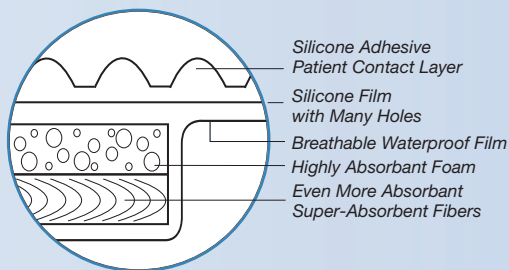 Silicone Adhesive
Patient Contact Layer
Silicone Film
with Many Holes
Breathable Waterproof Film
Highly Absorbant Foam
Even More Absorbant
Super-Absorbent Fibers